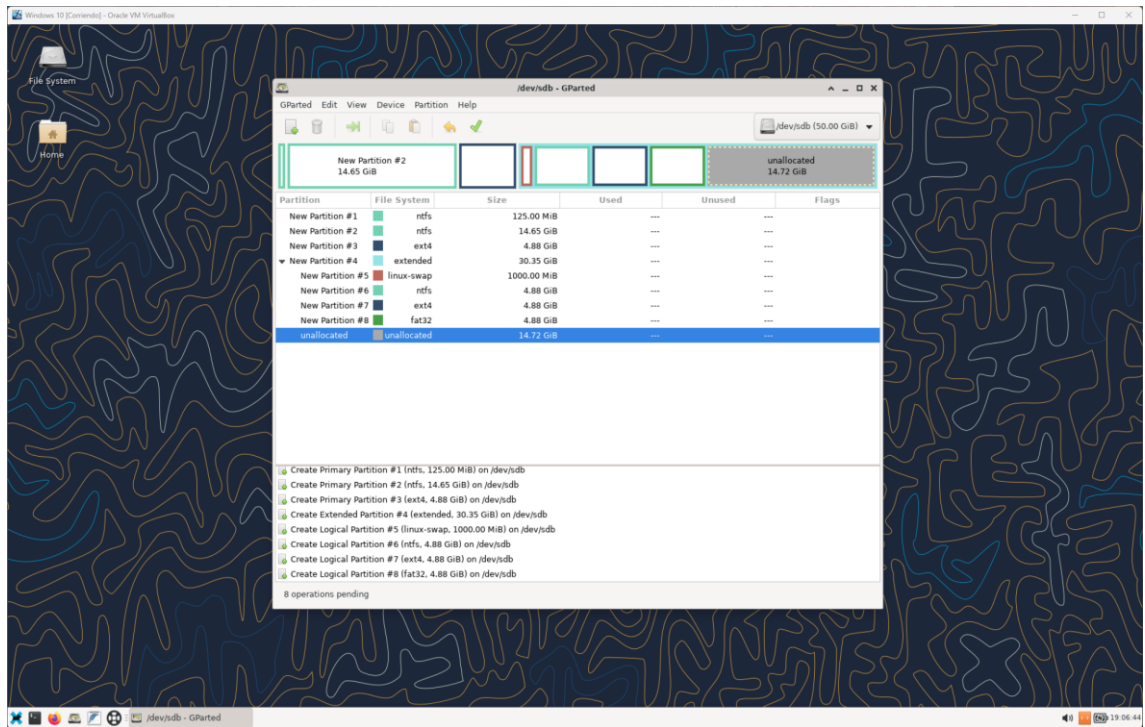 Windows 10 [Corriendo] - Oracle VM VirtualBox
File System
Home
/dev/sdb - GParted
GParted Edit View Device Partition Help
/dev/sdb (50.00 GiB)
New Partition #2
14.65 GiB
unallocated
14.72 GiB
Partition File System Size Used Unused Flags
New Partition #1 ntfs 125.00 MiB --- ---
New Partition #2 ntfs 14.65 GiB --- ---
New Partition #3 ext4 4.88 GiB --- ---
New Partition #4 extended 30.35 GiB --- ---
New Partition #5 linux-swap 1000.00 MiB --- ---
New Partition #6 ntfs 4.88 GiB --- ---
New Partition #7 ext4 4.88 GiB --- ---
New Partition #8 fat32 4.88 GiB --- ---
unallocated unallocated 14.72 GiB --- ---
Create Primary Partition #1 (ntfs, 125.00 MiB) on /dev/sdb
Create Primary Partition #2 (ntfs, 14.65 GiB) on /dev/sdb
Create Primary Partition #3 (ext4, 4.88 GiB) on /dev/sdb
Create Extended Partition #4 (extended, 30.35 GiB) on /dev/sdb
Create Logical Partition #5 (linux-swap, 1000.00 MiB) on /dev/sdb
Create Logical Partition #6 (ntfs, 4.88 GiB) on /dev/sdb
Create Logical Partition #7 (ext4, 4.88 GiB) on /dev/sdb
Create Logical Partition #8 (fat32, 4.88 GiB) on /dev/sdb
8 operations pending
/dev/sdb - GParted
19:06:44